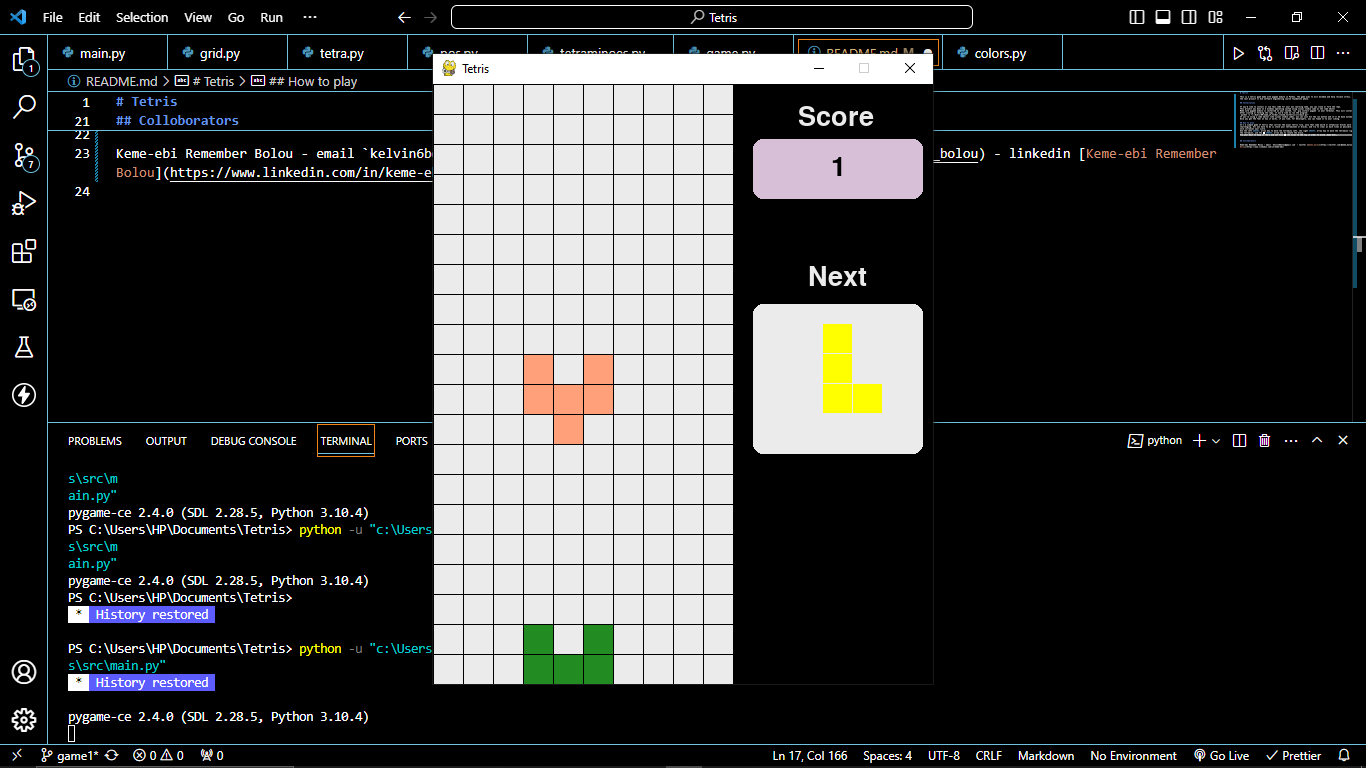 File Edit Selection View Go Run ··· Tetris
main.py grid.py tetra.py pos.py tetraminoes.py game.py README.md M colors.py
README.md > # Tetris > ## How to play
1 # Tetris
21 ## Colloborators
22
23 Keme-ebi Remember Bolou - email `kelvin6b
_bolou) - linkedin [Keme-ebi Remember
Bolou](https://www.linkedin.com/in/keme-e
24
Tetris
Score
1
Next
PROBLEMS OUTPUT DEBUG CONSOLE TERMINAL PORTS python
s\src\m
ain.py"
pygame-ce 2.4.0 (SDL 2.28.5, Python 3.10.4)
PS C:\Users\HP\Documents\Tetris> python -u "c:\Users
s\src\m
ain.py"
pygame-ce 2.4.0 (SDL 2.28.5, Python 3.10.4)
PS C:\Users\HP\Documents\Tetris>
* History restored
PS C:\Users\HP\Documents\Tetris> python -u "c:\Users
s\src\main.py"
* History restored
pygame-ce 2.4.0 (SDL 2.28.5, Python 3.10.4)
1
7
game1* 0 0 0 Ln 17, Col 166 Spaces: 4 UTF-8 CRLF Markdown No Environment Go Live Prettier